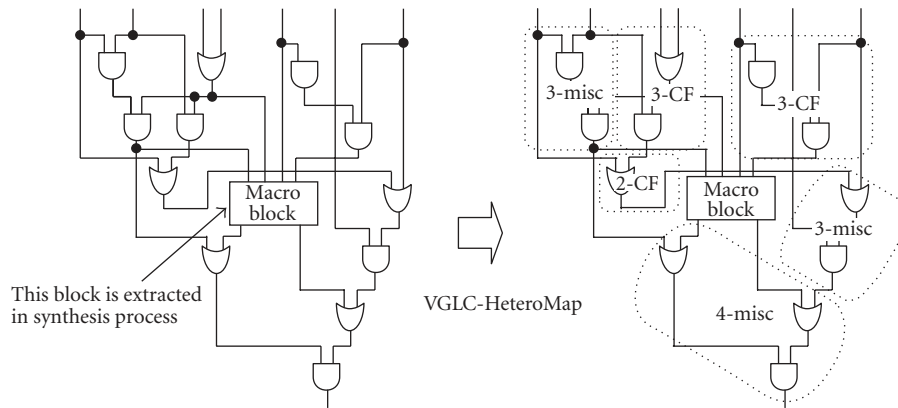 3-misc
3-CF
3-CF
2-CF
Macro
block
Macro
block
3-misc
This block is extracted
in synthesis process
VGLC-HeteroMap
4-misc